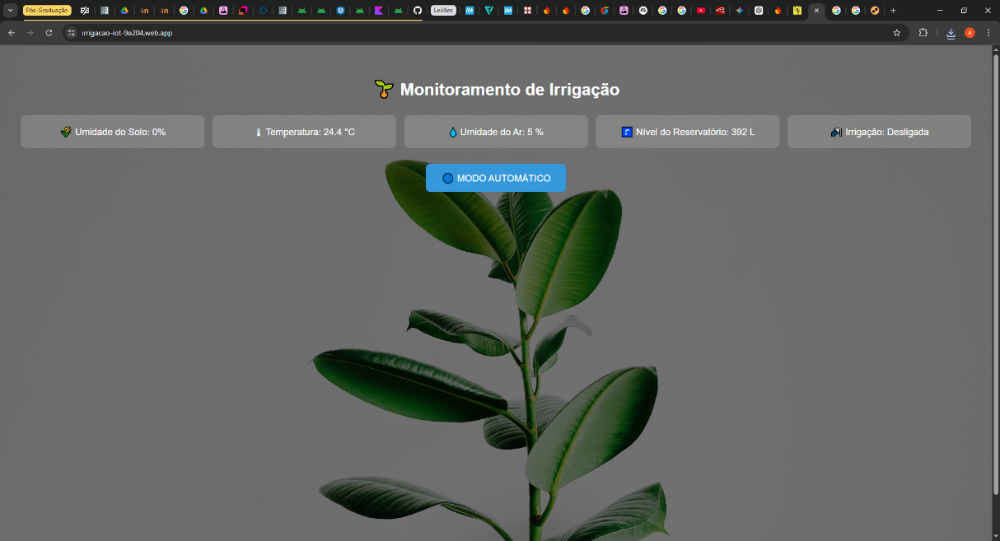 Pós-Graduação
Leilões
irrigacao-iot-9a204.web.app
Monitoramento de Irrigação
Umidade do Solo: 0%
Temperatura: 24.4 °C
Umidade do Ar: 5 %
Nível do Reservatório: 392 L
Irrigação: Desligada
MODO AUTOMÁTICO